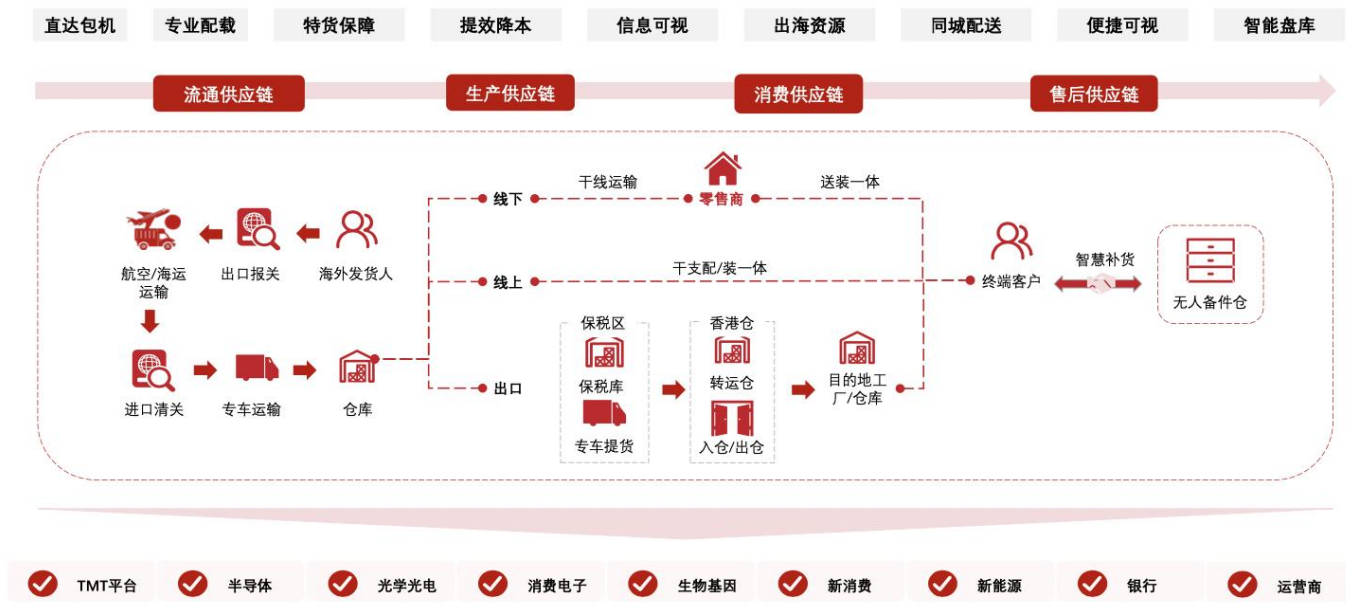 直达包机
专业配载
特货保障
提效降本
信息可视
出海资源
同城配送
便捷可视
智能盘库
流通供应链
生产供应链
消费供应链
售后供应链
线下
干线运输
零售商
送装一体
航空/海运
运输
出口报关
海外发货人
线上
干支配/装一体
终端客户
智慧补货
无人备件仓
进口清关
专车运输
仓库
出口
保税区
保税库
专车提货
香港仓
转运仓
入仓/出仓
目的地工
厂/仓库
TMT平台
半导体
光学光电
消费电子
生物基因
新消费
新能源
银行
运营商